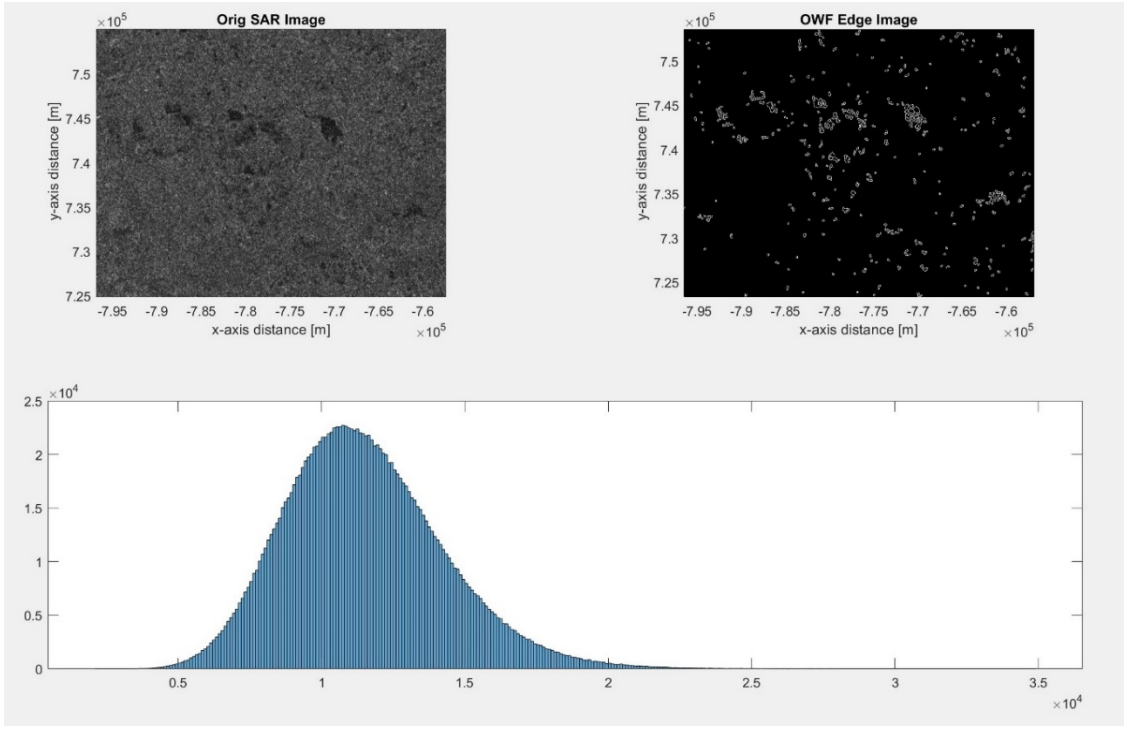 Orig SAR Image
×10⁵
7.5
7.45
7.4
7.35
7.3
7.25
y-axis distance [m]
-7.95 -7.9 -7.85 -7.8 -7.75 -7.7 -7.65 -7.6
x-axis distance [m]
×10⁵
OWF Edge Image
×10⁵
7.5
7.45
7.4
7.35
7.3
7.25
y-axis distance [m]
-7.95 -7.9 -7.85 -7.8 -7.75 -7.7 -7.65 -7.6
x-axis distance [m]
×10⁵
×10⁴
2.5
2
1.5
1
0.5
0
0.5 1 1.5 2 2.5 3 3.5
×10⁴